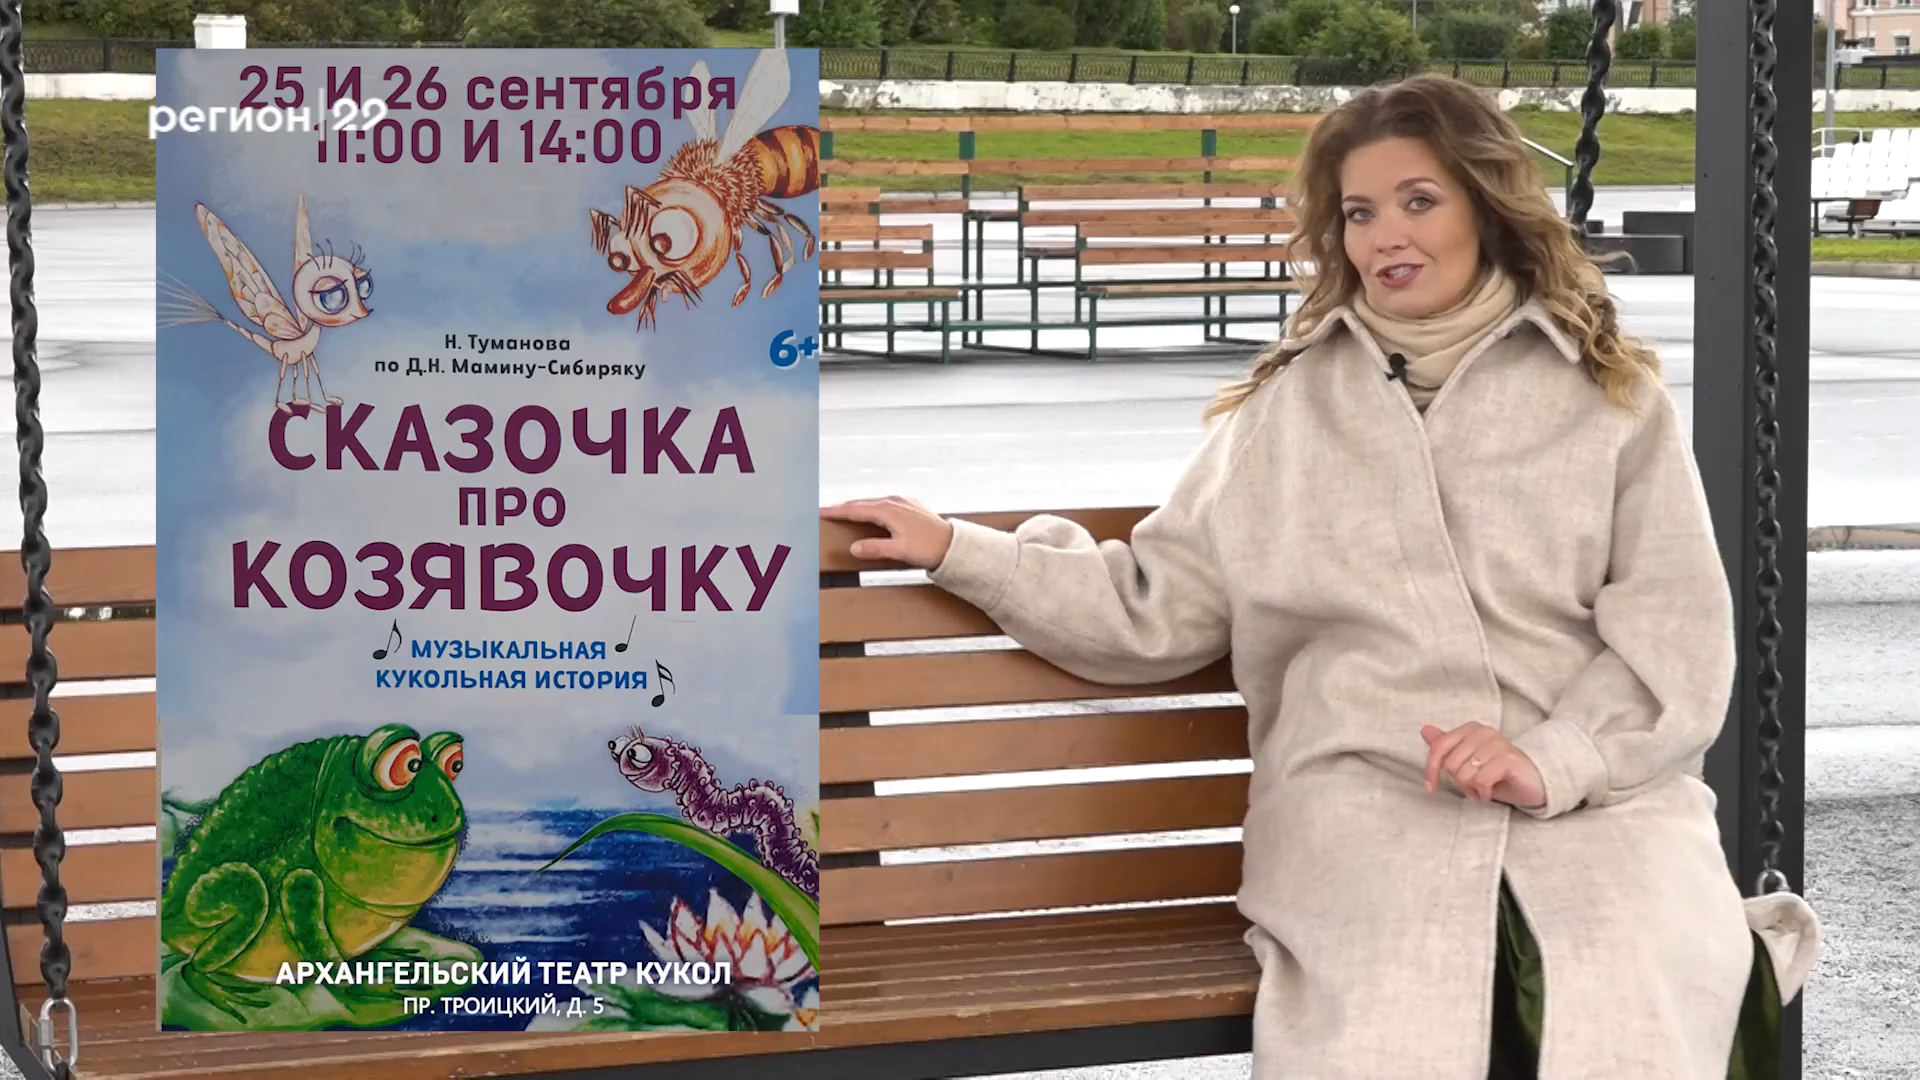 25 И 26 сентября
регион|29
11:00 И 14:00
Н. Туманова
по Д.Н. Мамину-Сибиряку
6+
СКАЗОЧКА
ПРО
КОЗЯВОЧКУ
МУЗЫКАЛЬНАЯ
КУКОЛЬНАЯ ИСТОРИЯ
АРХАНГЕЛЬСКИЙ ТЕАТР КУКОЛ
ПР. ТРОИЦКИЙ, Д. 5